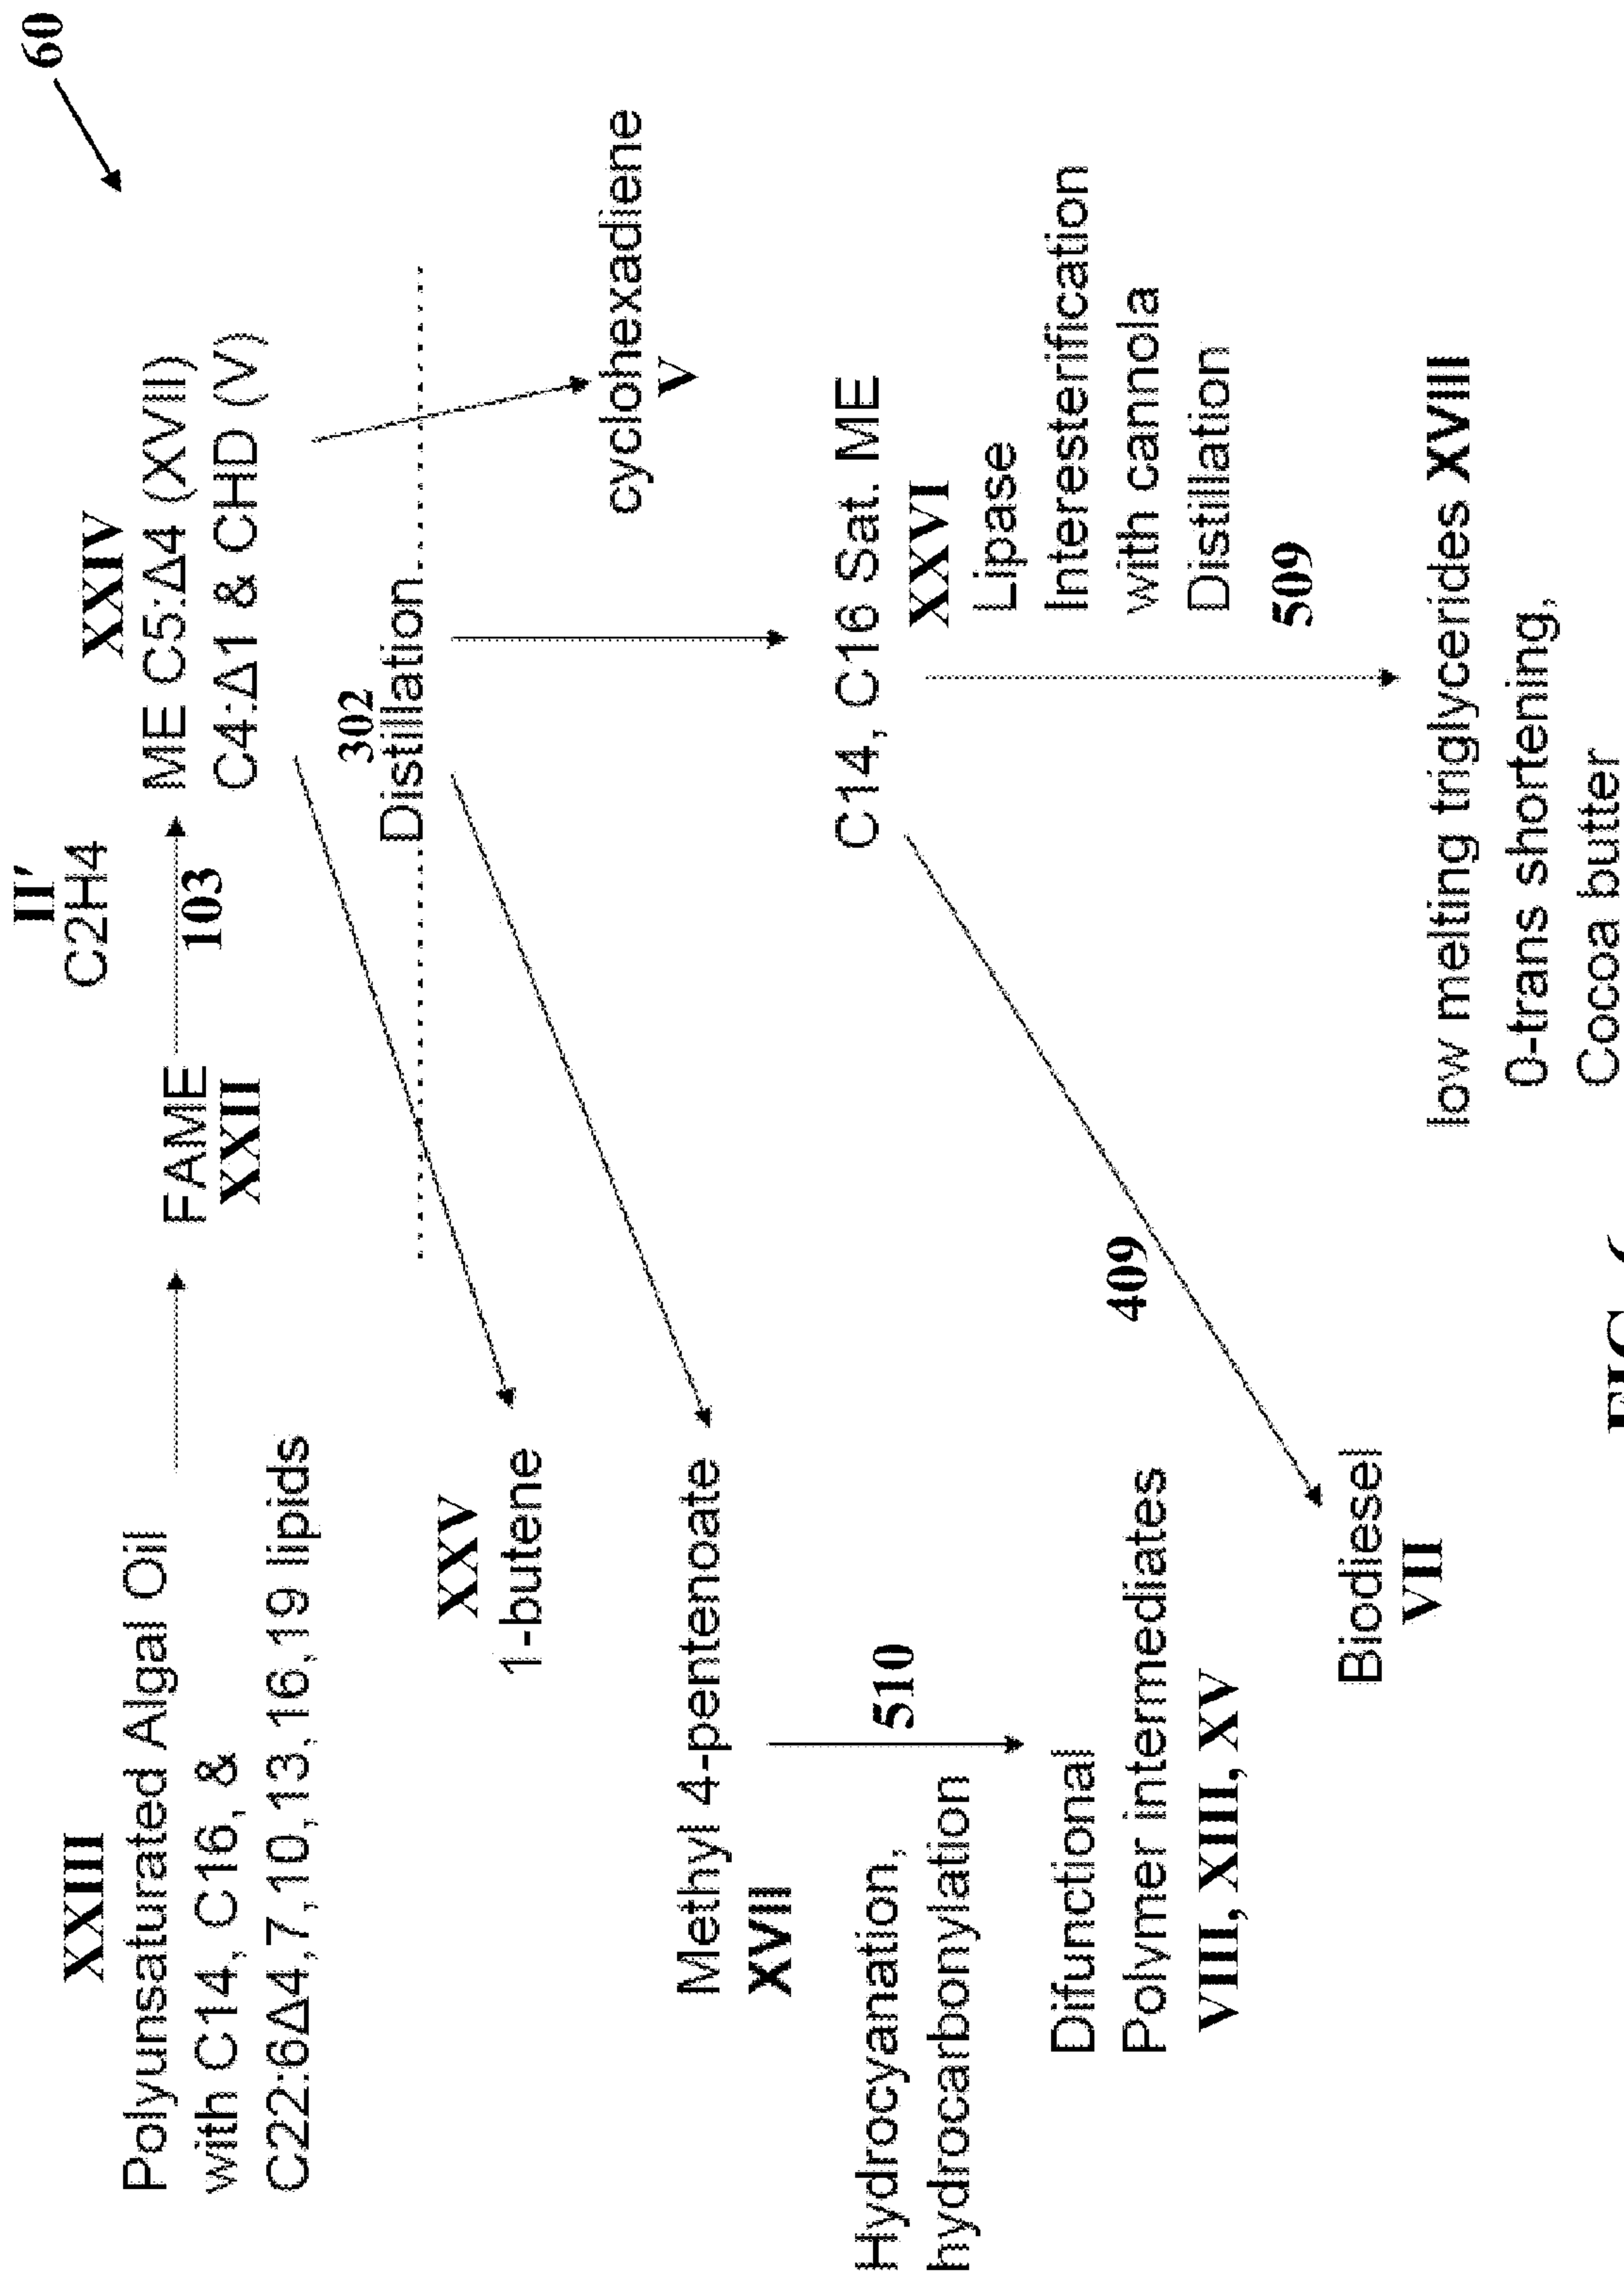 60
XXIII
Polyunsaturated Algal Oil
with C14, C16, &
C22:6Δ4,7,10,13,16,19 lipids
FAME
XXII
II'
C2H4
103
XXIV
ME C5:Δ4 (XVII)
C4:Δ1 & CHD (V)
302
Distillation
XXV
1-butene
cyclohexadiene
V
Methyl 4-pentenoate
XVII
Hydrocyanation,
hydrocarbonylation
510
Difunctional
Polymer intermediates
VIII, XIII, XV
C14, C16 Sat. ME
XXVI
Lipase
Interesterification
with cannola
Distillation
509
409
Biodiesel
VII
low melting triglycerides XVIII
0-trans shortening,
Cocoa butter
FIG.